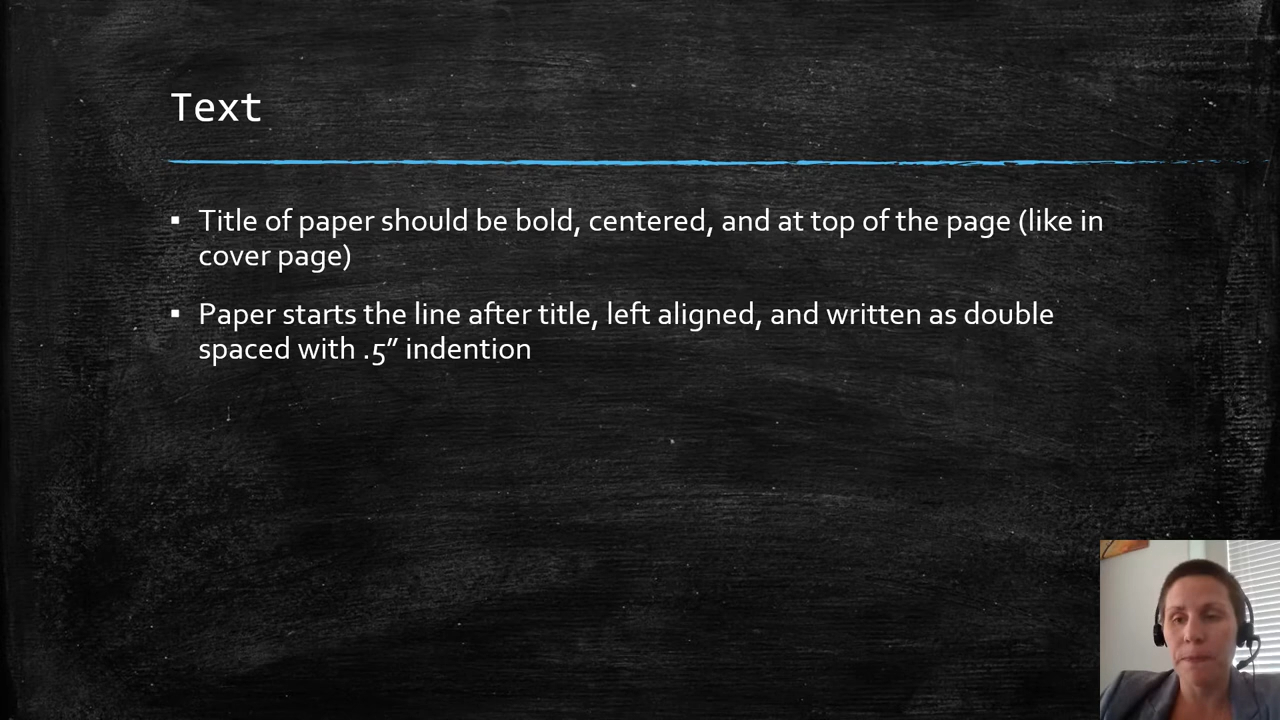 Text
▪ Title of paper should be bold, centered, and at top of the page (like in
cover page)
▪ Paper starts the line after title, left aligned, and written as double
spaced with .5” indention